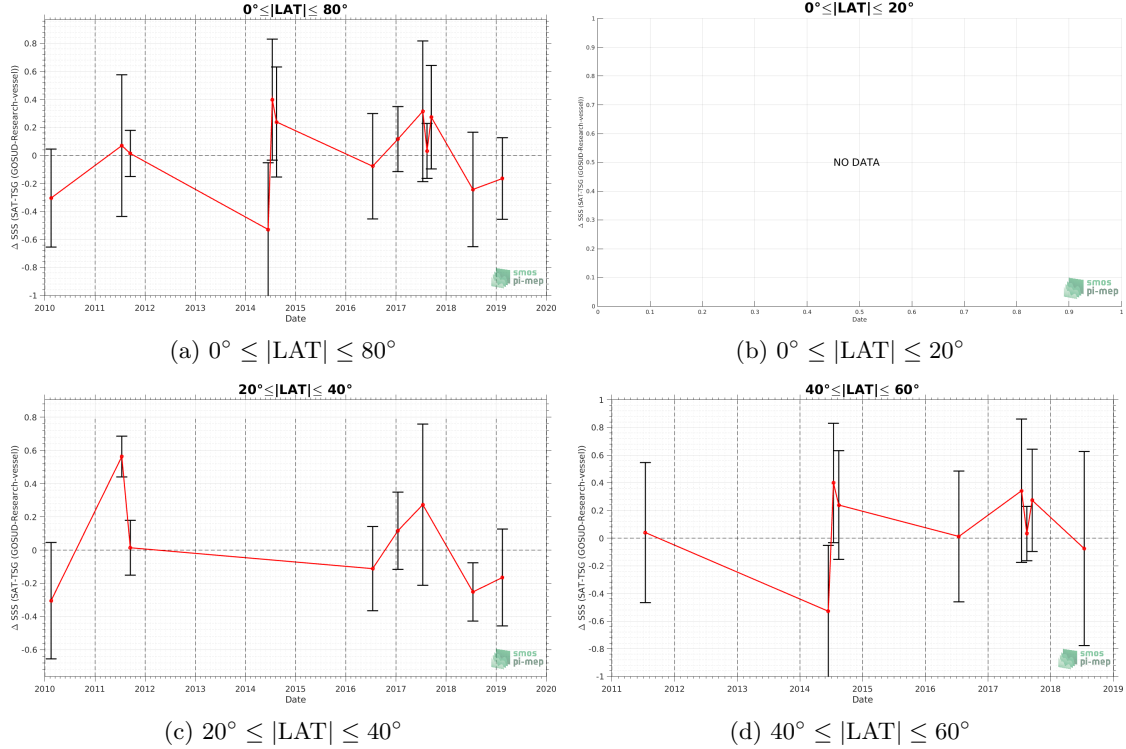 0°≤|LAT|≤ 80°
Δ SSS (SAT-TSG (GOSUD-Research-vessel))
0.8
0.6
0.4
0.2
0
-0.2
-0.4
-0.6
-0.8
-1
2010 2011 2012 2013 2014 2015 2016 2017 2018 2019 2020
Date
smos
pi-mep
(a) 0° ≤ |LAT| ≤ 80°
0°≤|LAT|≤ 20°
Δ SSS (SAT-TSG (GOSUD-Research-vessel))
1
0.9
0.8
0.7
0.6
0.5
0.4
0.3
0.2
0.1
0
NO DATA
0 0.1 0.2 0.3 0.4 0.5 0.6 0.7 0.8 0.9 1
Date
smos
pi-mep
(b) 0° ≤ |LAT| ≤ 20°
20°≤|LAT|≤ 40°
Δ SSS (SAT-TSG (GOSUD-Research-vessel))
0.8
0.6
0.4
0.2
0
-0.2
-0.4
-0.6
2010 2011 2012 2013 2014 2015 2016 2017 2018 2019 2020
Date
smos
pi-mep
(c) 20° ≤ |LAT| ≤ 40°
40°≤|LAT|≤ 60°
Δ SSS (SAT-TSG (GOSUD-Research-vessel))
1
0.8
0.6
0.4
0.2
0
-0.2
-0.4
-0.6
-0.8
-1
2011 2012 2013 2014 2015 2016 2017 2018 2019
Date
smos
pi-mep
(d) 40° ≤ |LAT| ≤ 60°